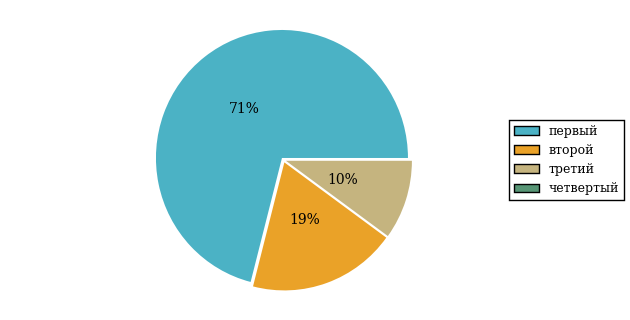 71%
10%
19%
первый
второй
третий
четвертый